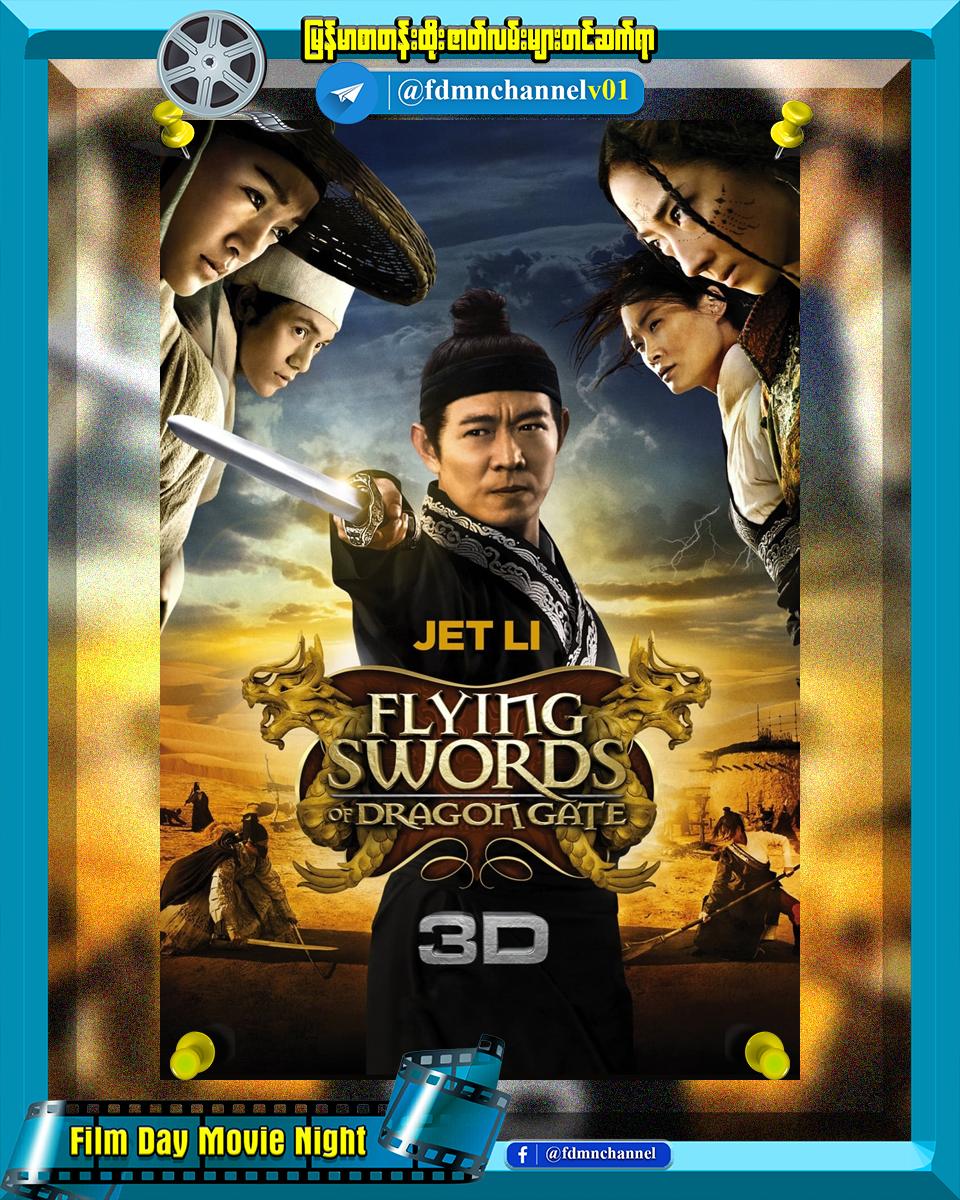 မြန်မာစာတန်းထိုးဇာတ်လမ်းများတင်ဆက်ရာ
@fdmnchannelv01
JET LI
FLYING
SWORDS
OF DRAGON GATE
3D
Film Day Movie Night
@fdmnchannel